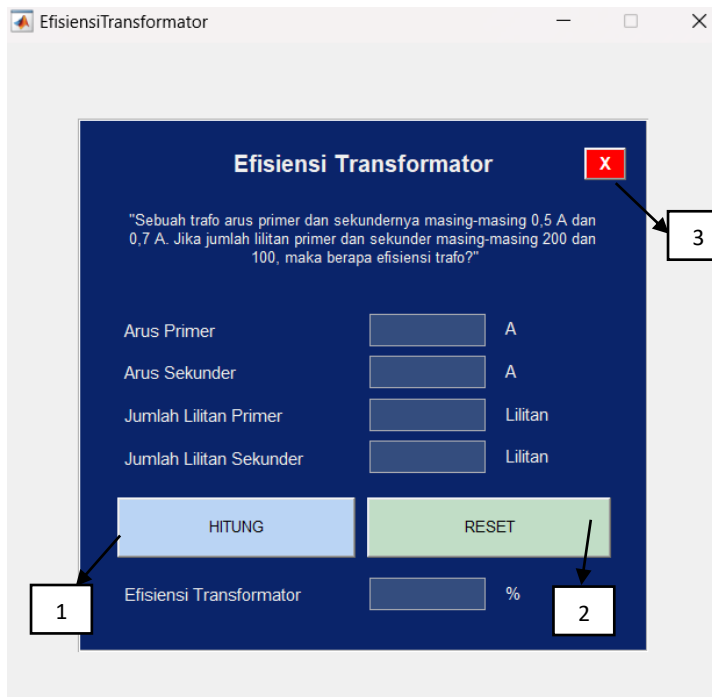 EfisiensiTransformator
Efisiensi Transformator
X
"Sebuah trafo arus primer dan sekundernya masing-masing 0,5 A dan
0,7 A. Jika jumlah lilitan primer dan sekunder masing-masing 200 dan
100, maka berapa efisiensi trafo?"
3
Arus Primer A
Arus Sekunder A
Jumlah Lilitan Primer Lilitan
Jumlah Lilitan Sekunder Lilitan
HITUNG RESET
Efisiensi Transformator %
1
2